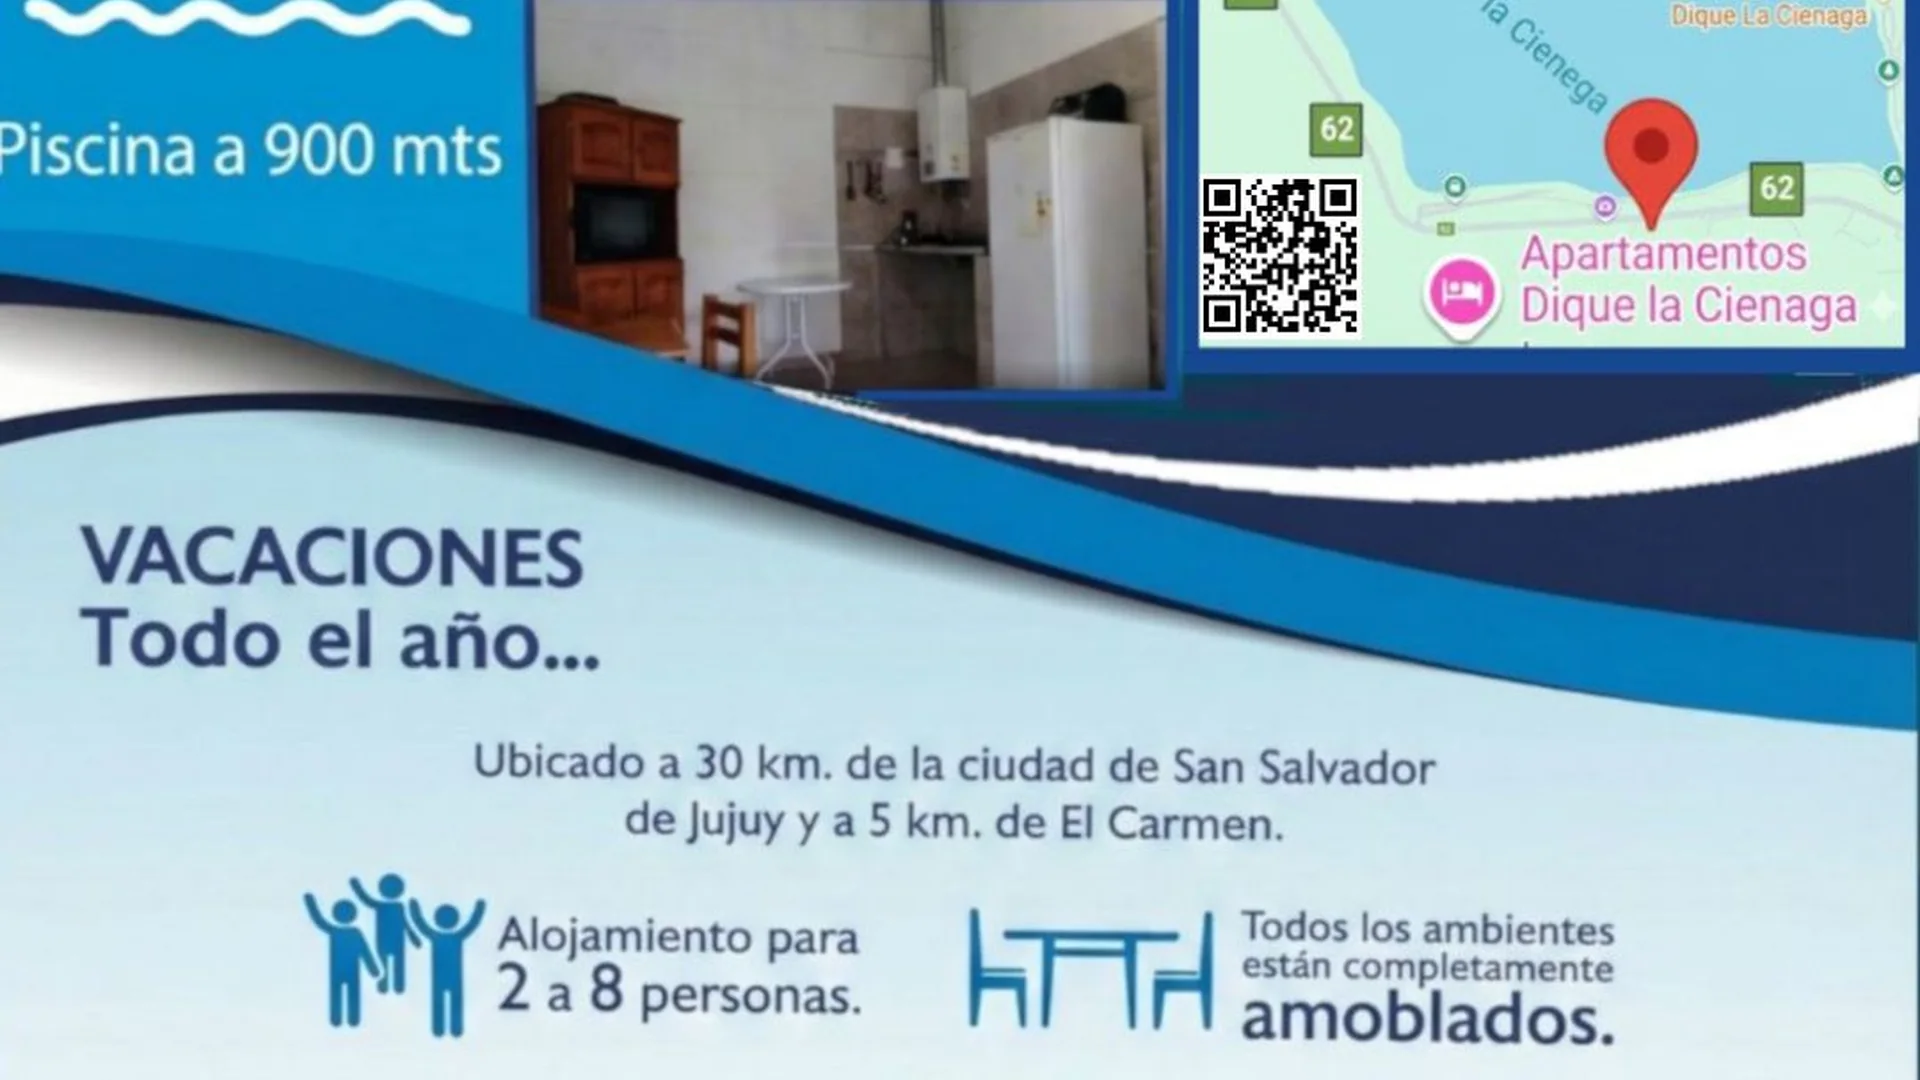 Piscina a 900 mts
la Cienega
Dique La Cienaga
62
62
Apartamentos
Dique la Cienaga
VACACIONES
Todo el año...
Ubicado a 30 km. de la ciudad de San Salvador
de Jujuy y a 5 km. de El Carmen.
Alojamiento para
2 a 8 personas.
Todos los ambientes
están completamente
amoblados.